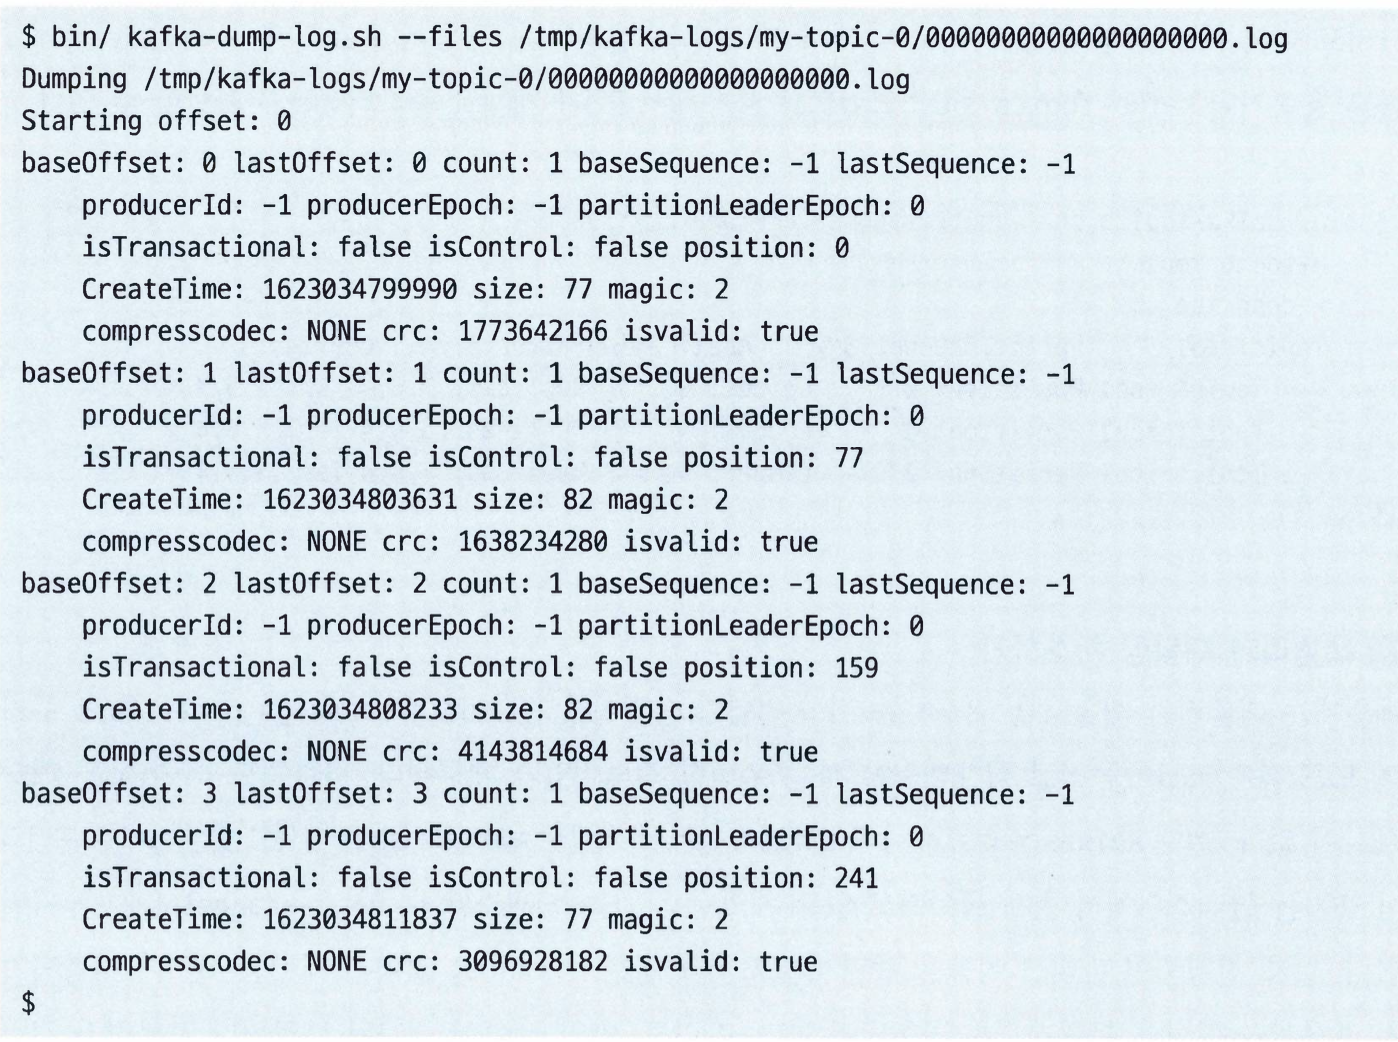 $ bin/ kafka-dump-log.sh --files /tmp/kafka-logs/my-topic-0/00000000000000000000.log
Dumping /tmp/kafka-logs/my-topic-0/00000000000000000000.log
Starting offset: 0
baseOffset: 0 lastOffset: 0 count: 1 baseSequence: -1 lastSequence: -1
    producerId: -1 producerEpoch: -1 partitionLeaderEpoch: 0
    isTransactional: false isControl: false position: 0
    CreateTime: 1623034799990 size: 77 magic: 2
    compresscodec: NONE crc: 1773642166 isvalid: true
baseOffset: 1 lastOffset: 1 count: 1 baseSequence: -1 lastSequence: -1
    producerId: -1 producerEpoch: -1 partitionLeaderEpoch: 0
    isTransactional: false isControl: false position: 77
    CreateTime: 1623034803631 size: 82 magic: 2
    compresscodec: NONE crc: 1638234280 isvalid: true
baseOffset: 2 lastOffset: 2 count: 1 baseSequence: -1 lastSequence: -1
    producerId: -1 producerEpoch: -1 partitionLeaderEpoch: 0
    isTransactional: false isControl: false position: 159
    CreateTime: 1623034808233 size: 82 magic: 2
    compresscodec: NONE crc: 4143814684 isvalid: true
baseOffset: 3 lastOffset: 3 count: 1 baseSequence: -1 lastSequence: -1
    producerId: -1 producerEpoch: -1 partitionLeaderEpoch: 0
    isTransactional: false isControl: false position: 241
    CreateTime: 1623034811837 size: 77 magic: 2
    compresscodec: NONE crc: 3096928182 isvalid: true
$